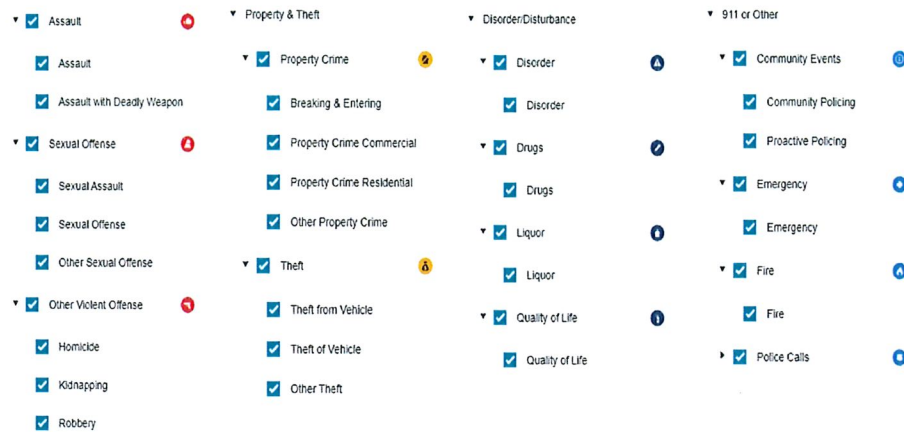 Assault
Assault
Assault with Deadly Weapon
Sexual Offense
Sexual Assault
Sexual Offense
Other Sexual Offense
Other Violent Offense
Homicide
Kidnapping
Robbery
Property & Theft
Property Crime
Breaking & Entering
Property Crime Commercial
Property Crime Residential
Other Property Crime
Theft
Theft from Vehicle
Theft of Vehicle
Other Theft
Disorder/Disturbance
Disorder
Disorder
Drugs
Drugs
Liquor
Liquor
Quality of Life
Quality of Life
911 or Other
Community Events
Community Policing
Proactive Policing
Emergency
Emergency
Fire
Fire
Police Calls